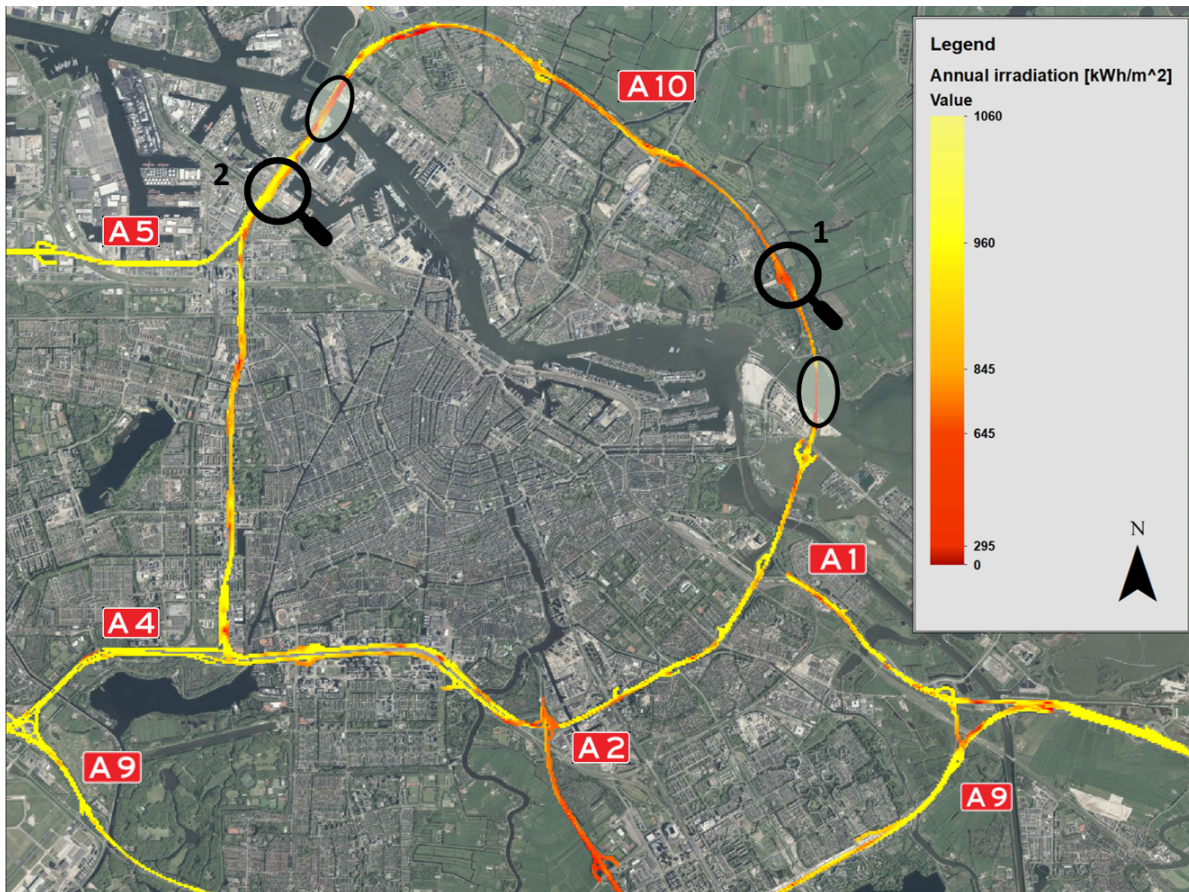 Legend
Annual irradiation [kWh/m^2]
Value
1060
960
845
645
295
0
N
A10
2
A5
1
A1
A4
A2
A9
A9